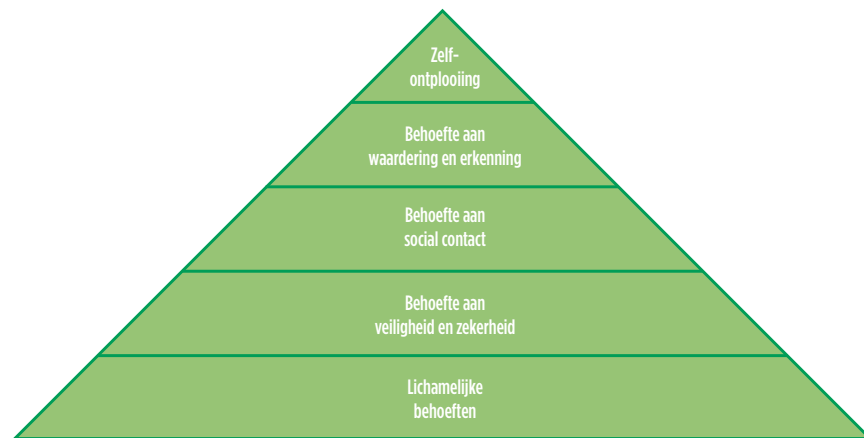 Zelf-
ontplooiing
Behoefte aan
waardering en erkenning
Behoefte aan
social contact
Behoefte aan
veiligheid en zekerheid
Lichamelijke
behoeften